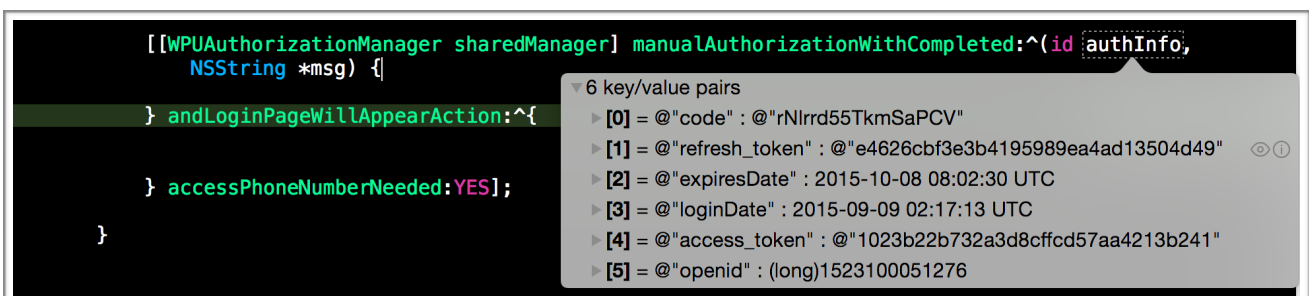 [[WPUAuthorizationManager sharedManager] manualAuthorizationWithCompleted:^(id authInfo,
NSString *msg) {
6 key/value pairs
[0] = @"code" : @"rNlrrd55TkmSaPCV"
} andLoginPageWillAppearAction:^{
[1] = @"refresh_token" : @"e4626cbf3e3b4195989ea4ad13504d49"
[2] = @"expiresDate" : 2015-10-08 08:02:30 UTC
} accessPhoneNumberNeeded:YES];
[3] = @"loginDate" : 2015-09-09 02:17:13 UTC
}
[4] = @"access_token" : @"1023b22b732a3d8cffcd57aa4213b241"
[5] = @"openid" : (long)1523100051276